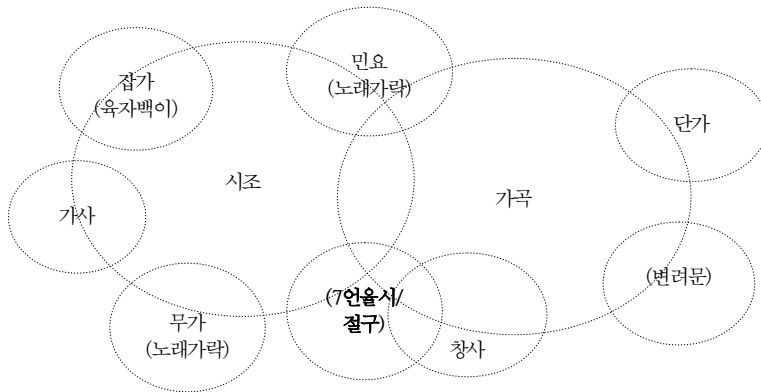 잡가
(육자백이)
민요
(노래가락)
단가
시조
가곡
가사
(변려문)
(7언율시/
절구)
무가
(노래가락)
창사